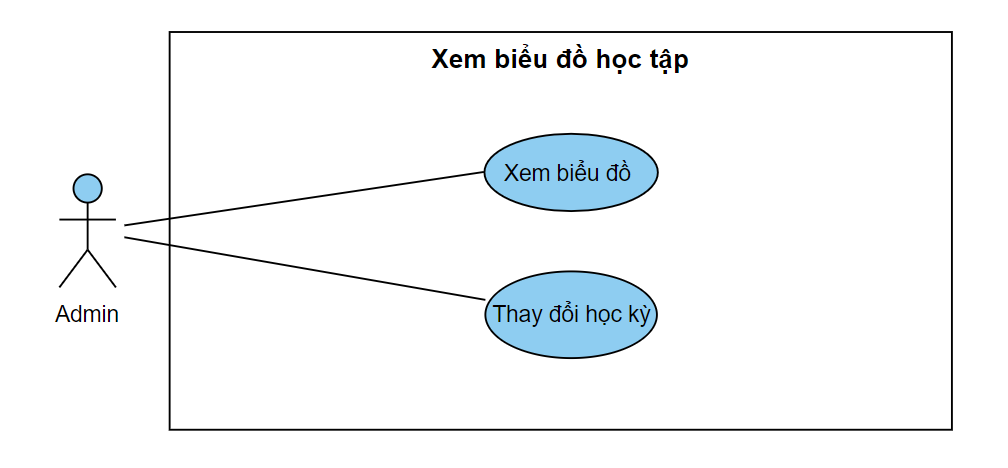 Xem biểu đồ học tập
Xem biểu đồ
Admin
Thay đổi học kỳ